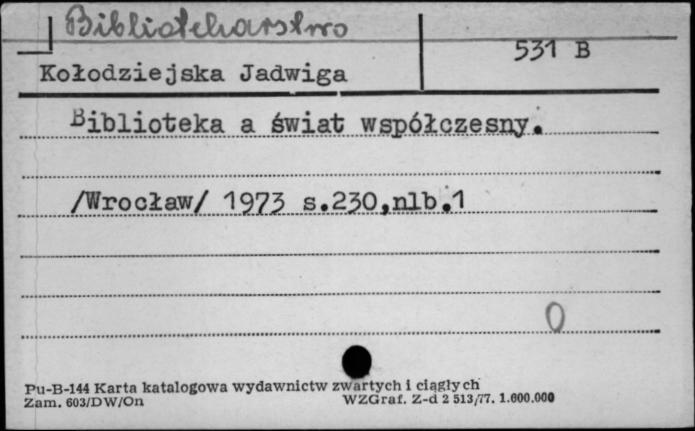 Bibliotekarstwo
531 B
Kołodziejska Jadwiga
Biblioteka a świat współczesny.
/Wrocław/ 1973 s.230,nlb.1
0
Pu-B-144 Karta katalogowa wydawnictw zwartych i ciągłych
Zam. 603/DW/On WZGraf. Z-d 2 513/77. 1.600.000